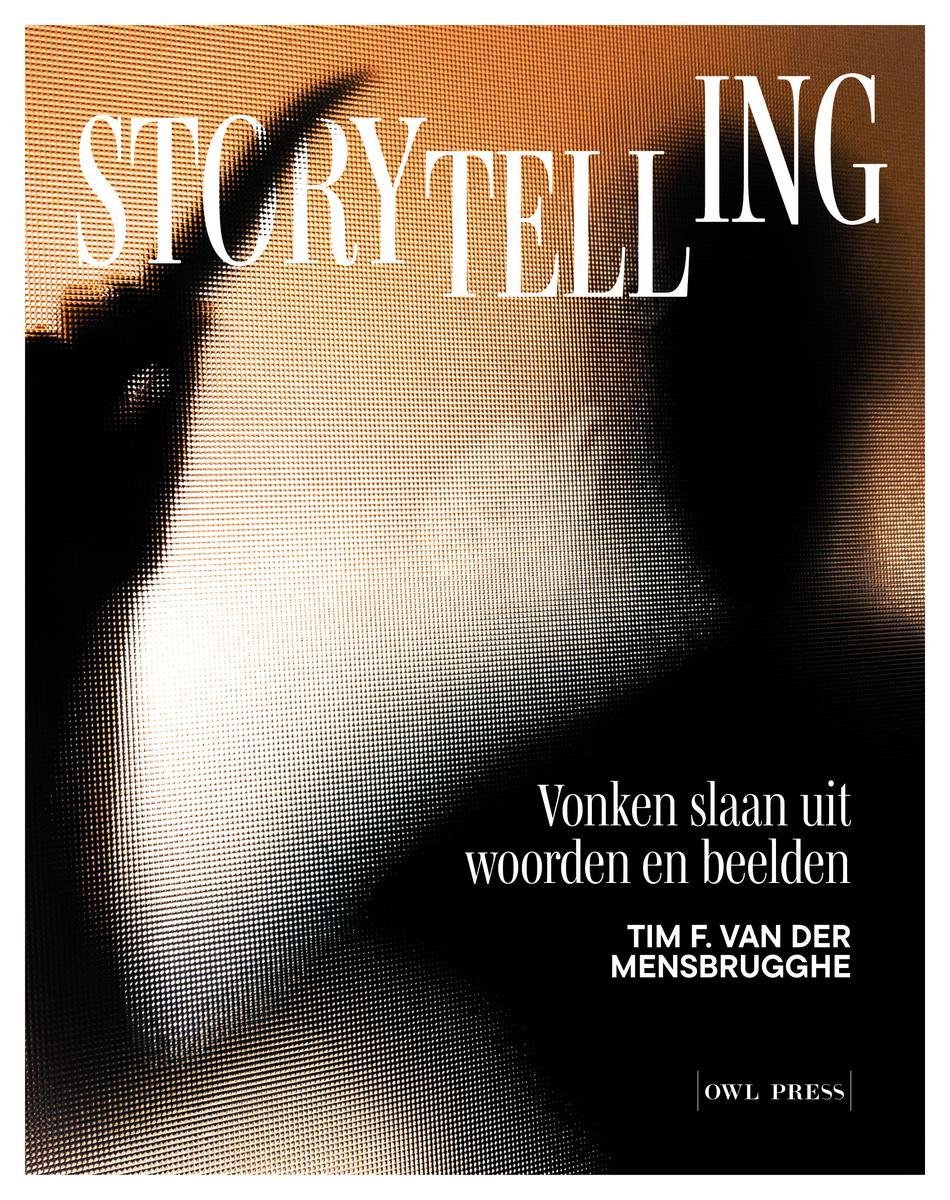 STORYTELLING
Vonken slaan uit
woorden en beelden
TIM F. VAN DER
MENSBRUGGHE
OWL PRESS